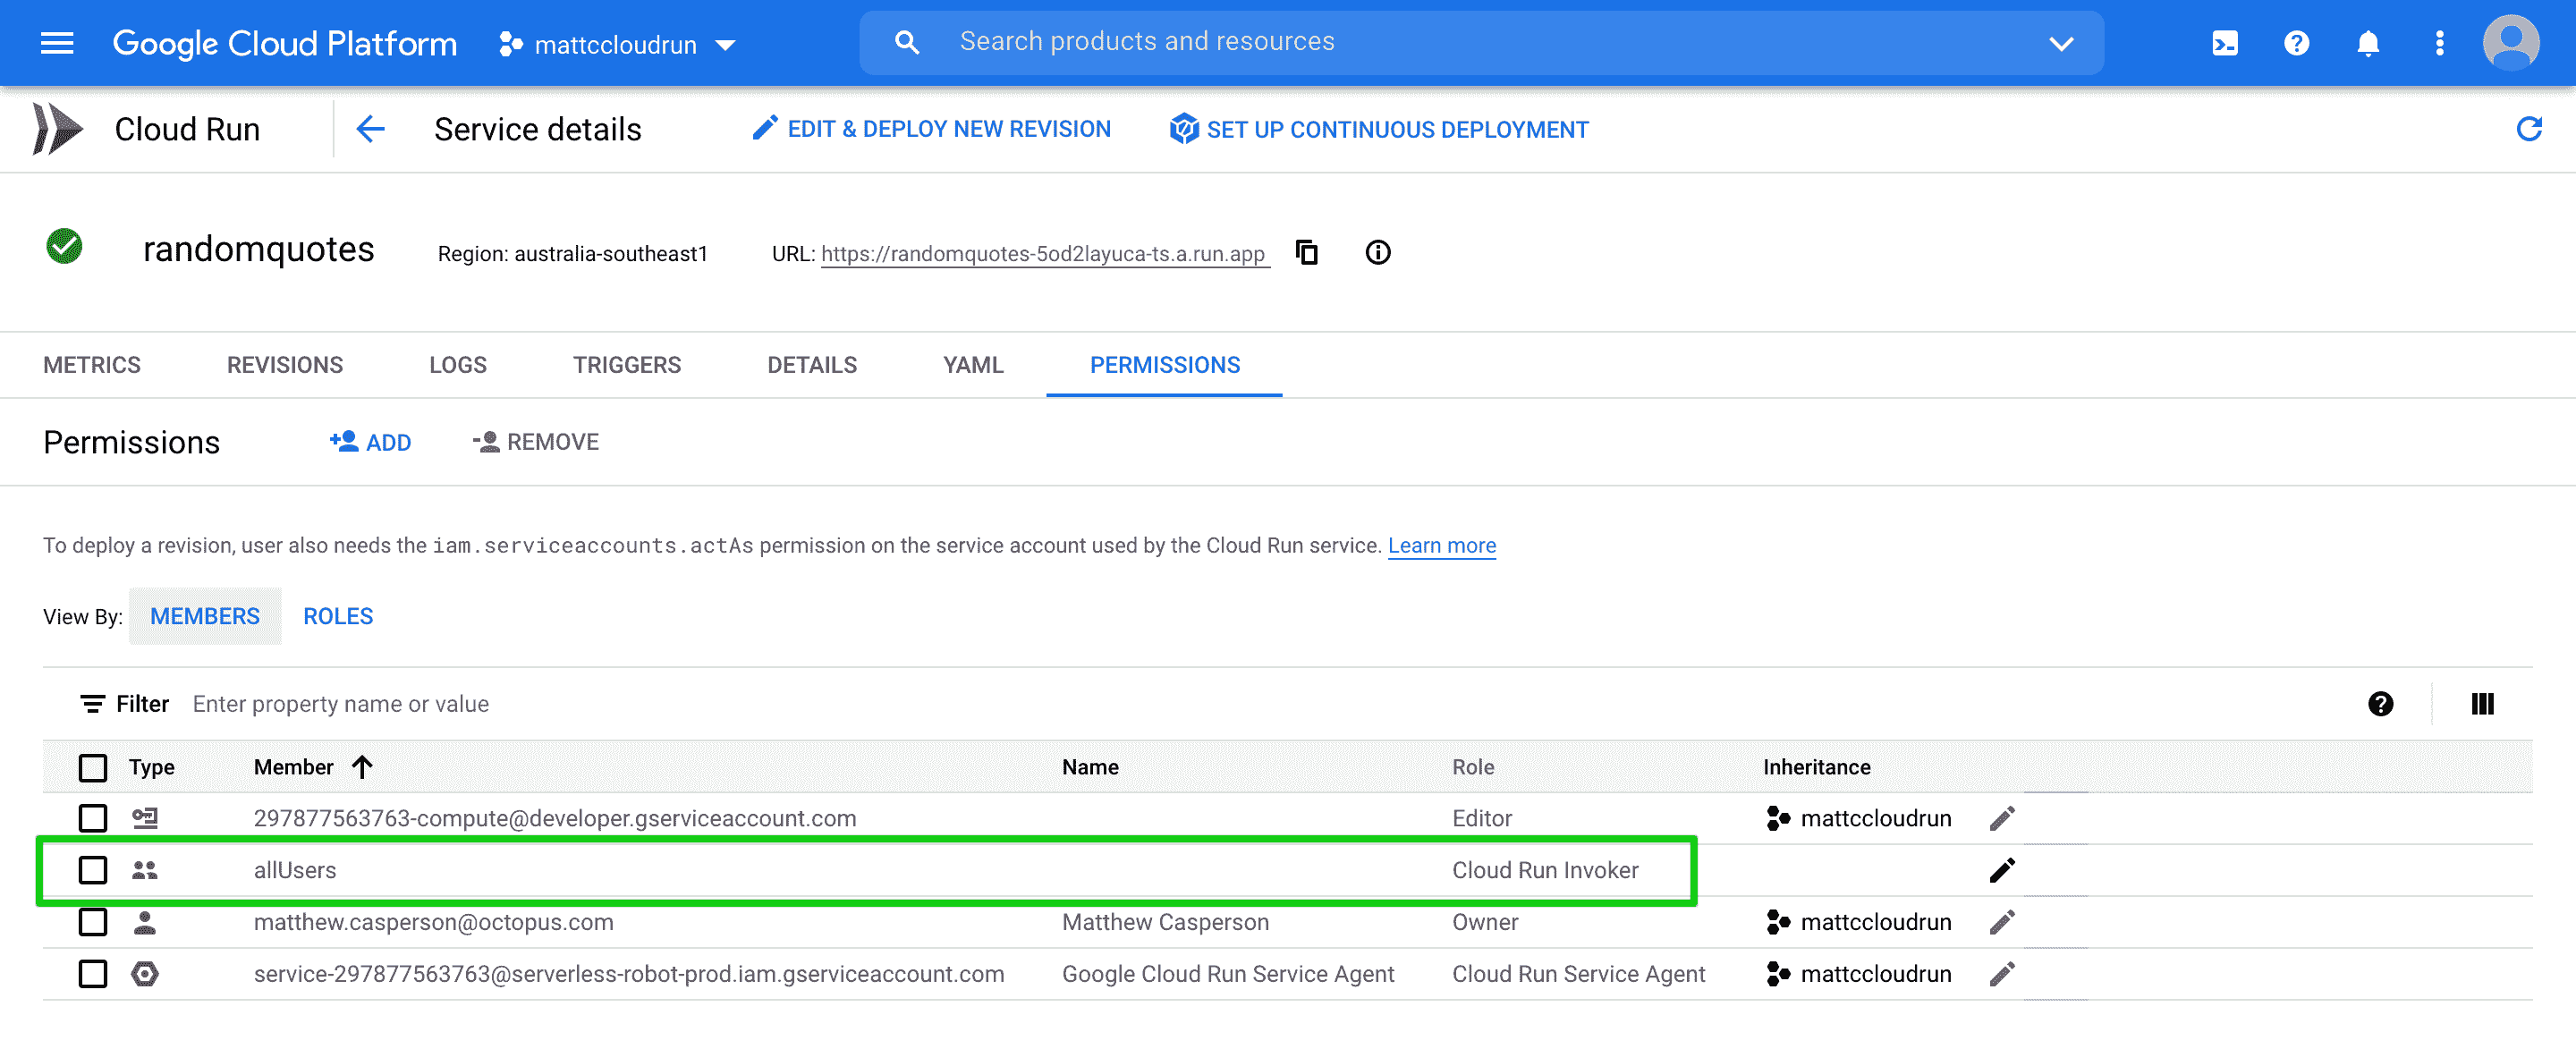 Google Cloud Platform mattccloudrun Search products and resources
Cloud Run Service details EDIT & DEPLOY NEW REVISION SET UP CONTINUOUS DEPLOYMENT
randomquotes Region: australia-southeast1 URL: https://randomquotes-5od2layuca-ts.a.run.app
METRICS REVISIONS LOGS TRIGGERS DETAILS YAML PERMISSIONS
Permissions ADD REMOVE
To deploy a revision, user also needs the iam.serviceaccounts.actAs permission on the service account used by the Cloud Run service. Learn more
View By: MEMBERS ROLES
Filter Enter property name or value
Type Member Name Role Inheritance
297877563763-compute@developer.gserviceaccount.com Editor mattccloudrun
allUsers Cloud Run Invoker
matthew.casperson@octopus.com Matthew Casperson Owner mattccloudrun
service-297877563763@serverless-robot-prod.iam.gserviceaccount.com Google Cloud Run Service Agent Cloud Run Service Agent mattccloudrun